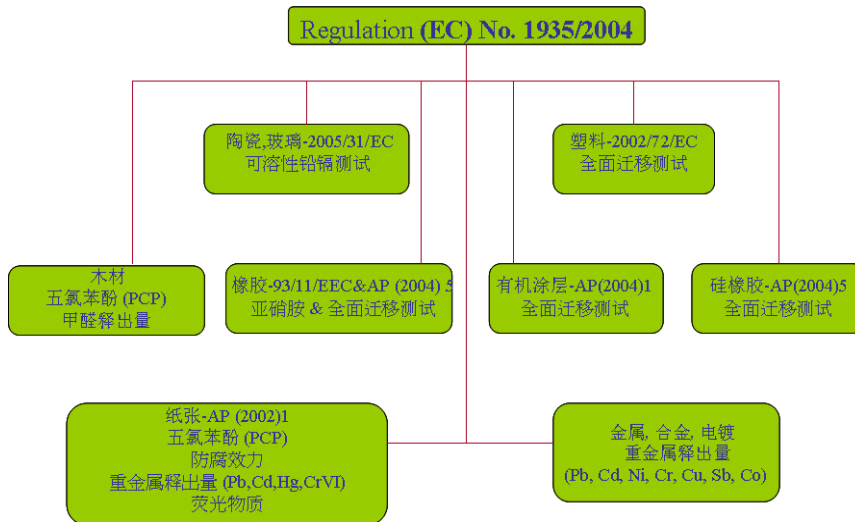 Regulation (EC) No. 1935/2004
陶瓷,玻璃-2005/31/EC
可溶性铅镉测试
塑料-2002/72/EC
全面迁移测试
木材
五氯苯酚 (PCP)
甲醛释出量
橡胶-93/11/EEC&AP (2004) 5
亚硝胺 & 全面迁移测试
有机涂层-AP(2004)1
全面迁移测试
硅橡胶-AP(2004)5
全面迁移测试
纸张-AP (2002)1
五氯苯酚 (PCP)
防腐效力
重金属释出量 (Pb,Cd,Hg,CrVI)
荧光物质
金属, 合金, 电镀
重金属释出量
(Pb, Cd, Ni, Cr, Cu, Sb, Co)